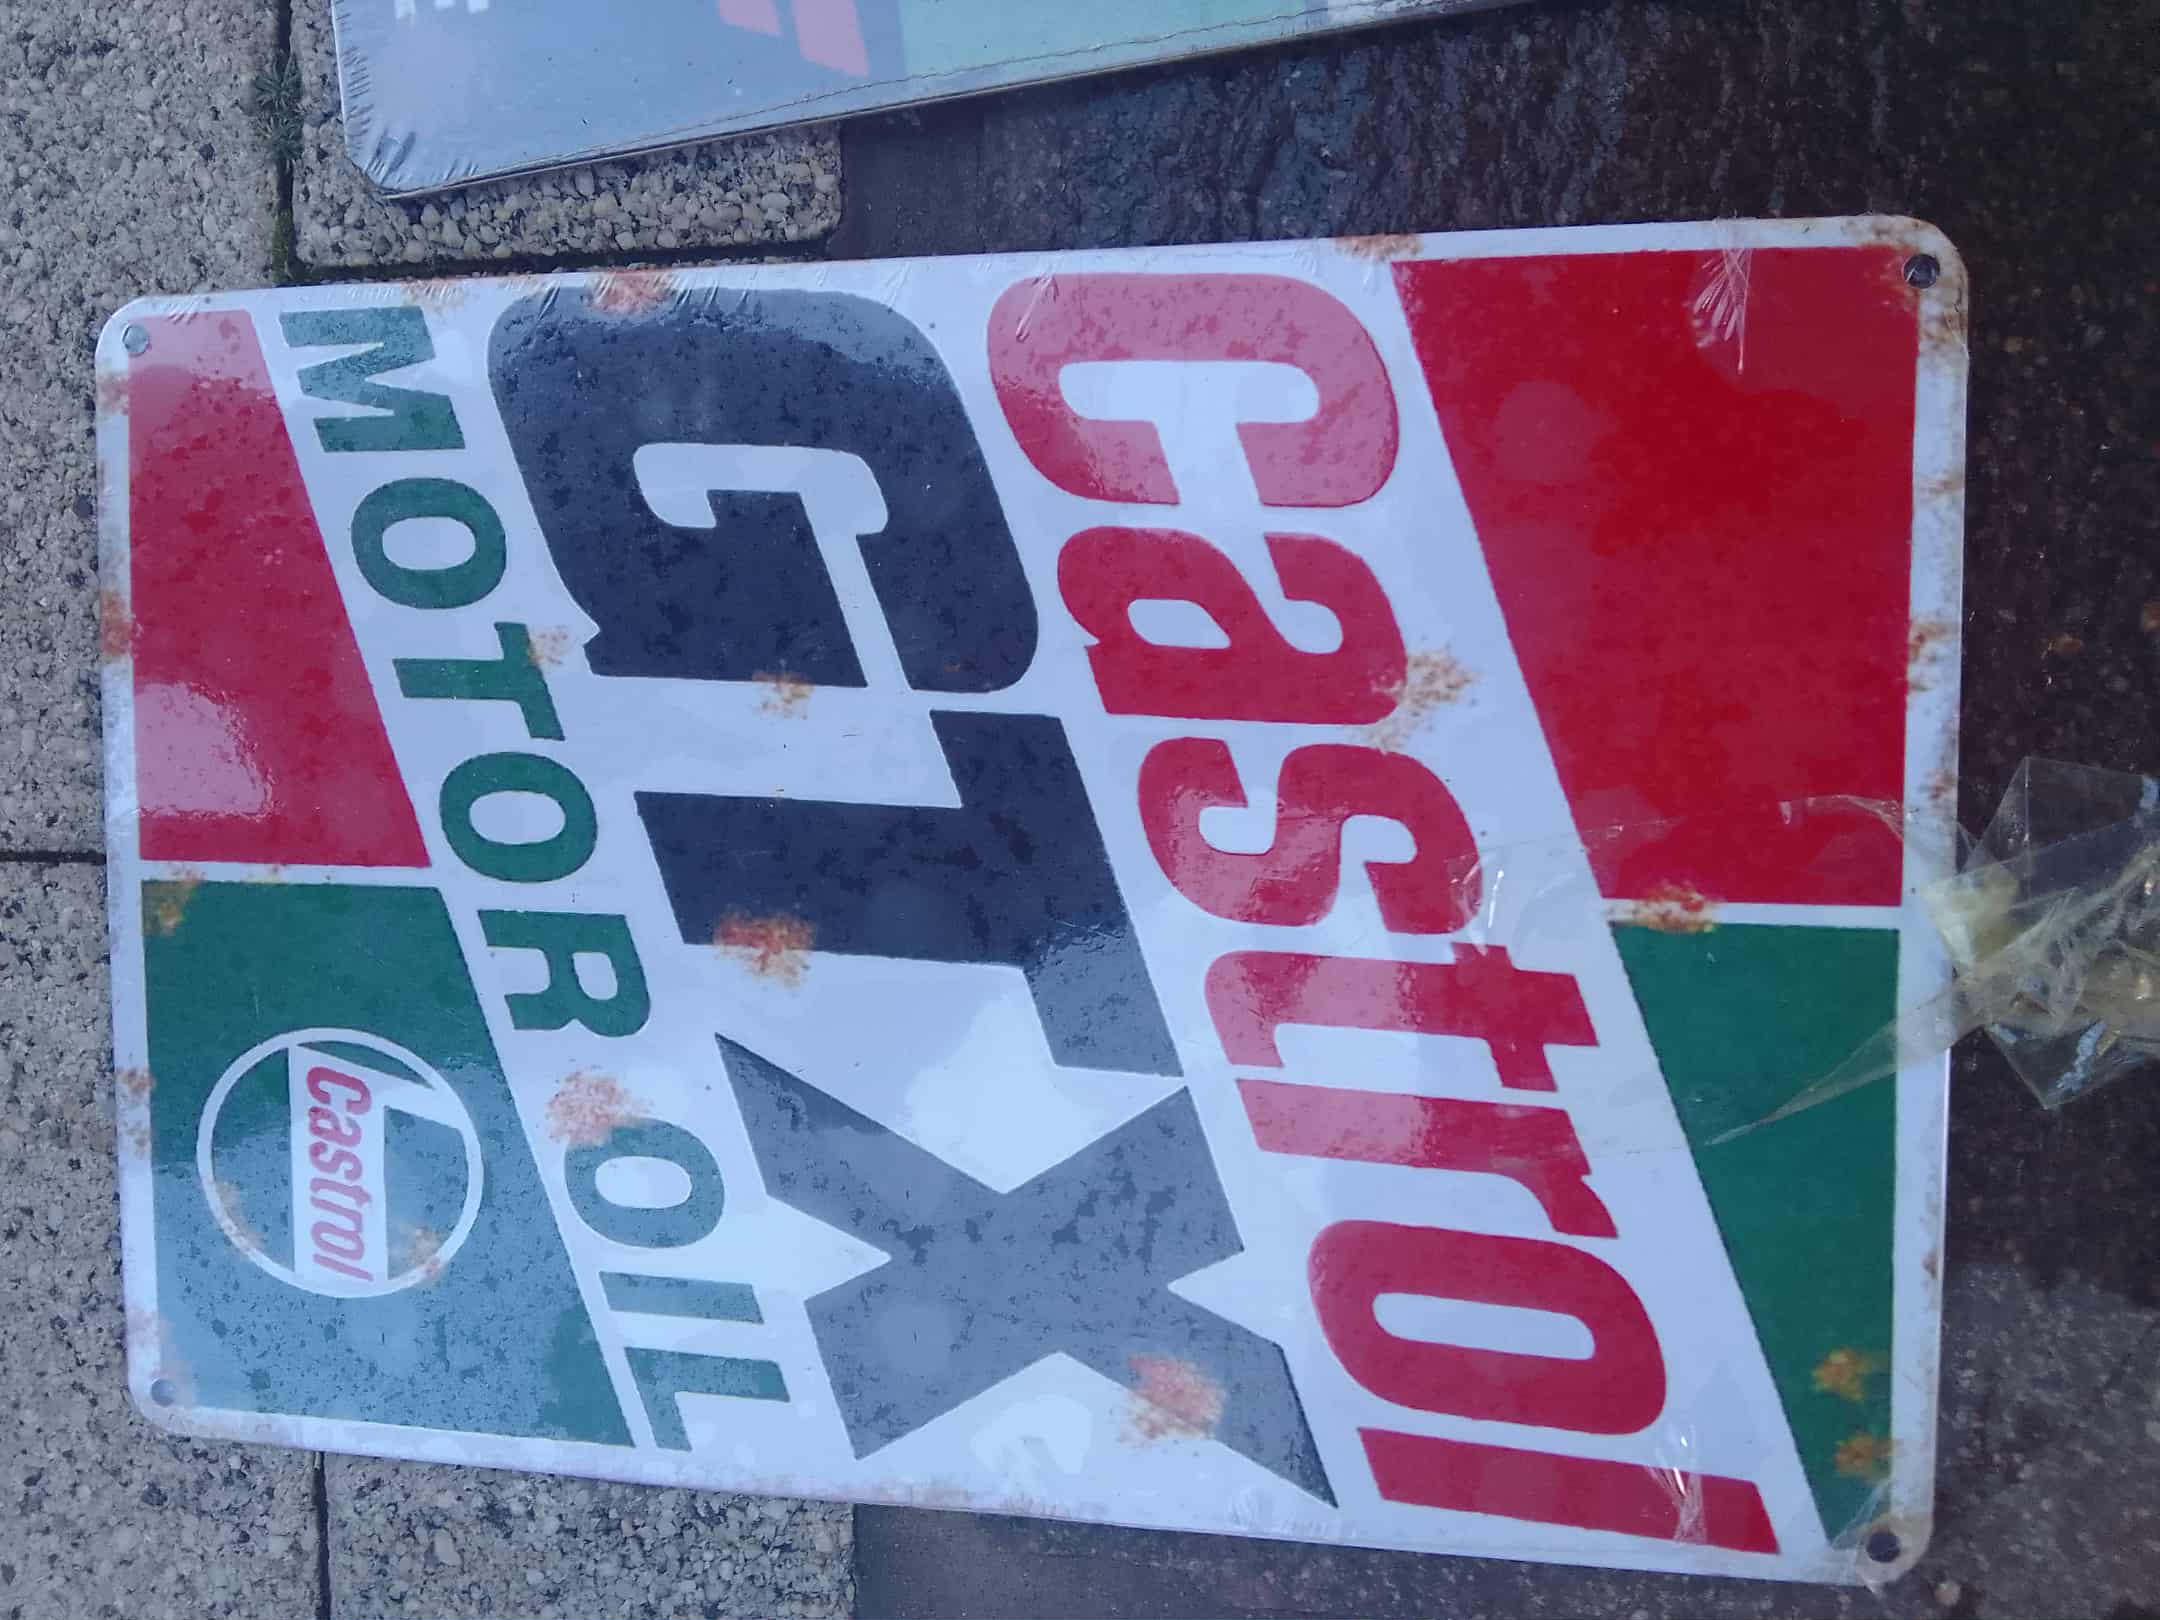 Castrol
GTX
MOTOR OIL
Castrol